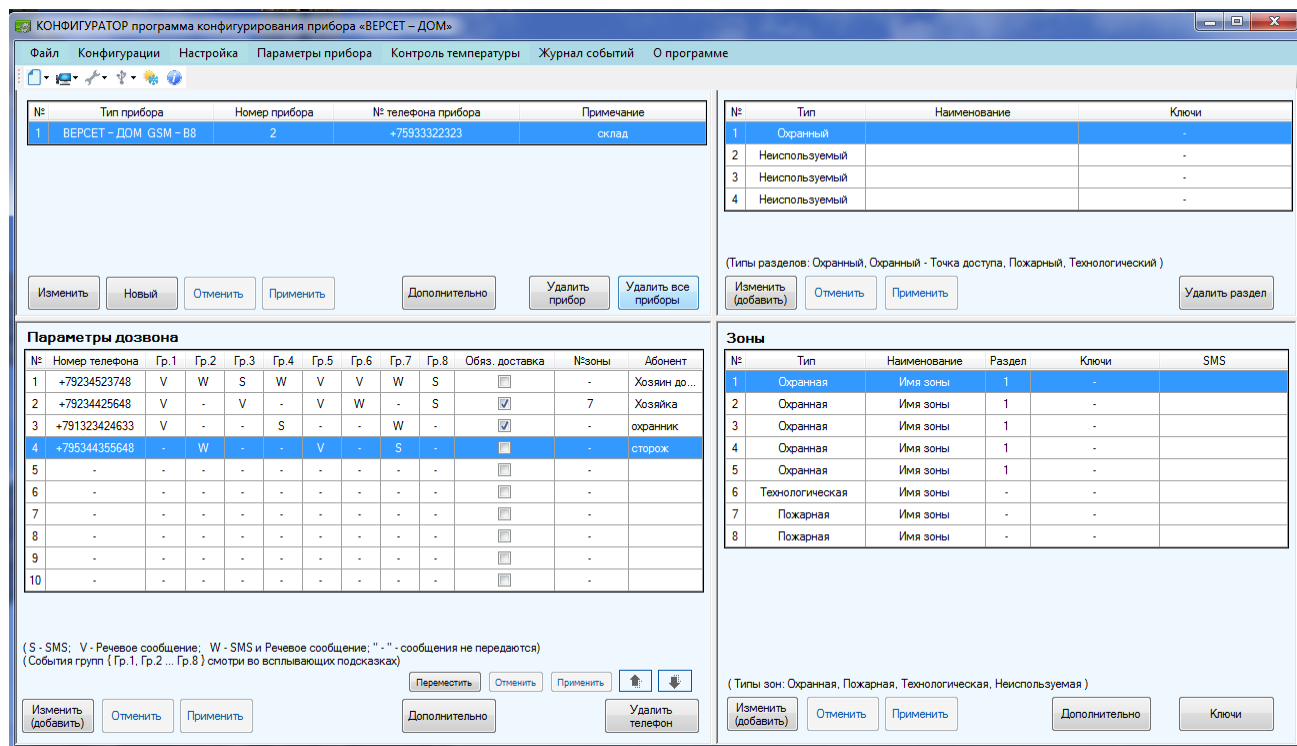 КОНФИГУРАТОР программа конфигурирования прибора «ВЕРСЕТ – ДОМ»
Файл Конфигурации Настройка Параметры прибора Контроль температуры Журнал событий О программе
№ Тип прибора Номер прибора № телефона прибора Примечание
1 ВЕРСЕТ – ДОМ GSM – В8 2 +75933322323 склад
Изменить Новый Отменить Применить Дополнительно Удалить прибор Удалить все приборы
№ Тип Наименование Ключи
1 Охранный -
2 Неиспользуемый -
3 Неиспользуемый -
4 Неиспользуемый -
(Типы разделов: Охранный, Охранный - Точка доступа, Пожарный, Технологический )
Изменить (добавить) Отменить Применить Удалить раздел
Параметры дозвона
№ Номер телефона Гр.1 Гр.2 Гр.3 Гр.4 Гр.5 Гр.6 Гр.7 Гр.8 Обяз. доставка №зоны Абонент
1 +79234523748 V W S W V V W S - Хозяин до...
2 +79234425648 V - V - V W - S 7 Хозяйка
3 +791323424633 V - - S - - W - - охранник
4 +795344355648 - W - - V - S - - сторож
5 - - - - - - - - - -
6 - - - - - - - - - -
7 - - - - - - - - - -
8 - - - - - - - - - -
9 - - - - - - - - - -
10 - - - - - - - - - -
( S - SMS; V - Речевое сообщение; W - SMS и Речевое сообщение; " - " - сообщения не передаются)
(События групп { Гр.1, Гр.2 ... Гр.8 } смотри во всплывающих подсказках)
Переместить Отменить Применить
Изменить (добавить) Отменить Применить Дополнительно Удалить телефон
Зоны
№ Тип Наименование Раздел Ключи SMS
1 Охранная Имя зоны 1 -
2 Охранная Имя зоны 1 -
3 Охранная Имя зоны 1 -
4 Охранная Имя зоны 1 -
5 Охранная Имя зоны 1 -
6 Технологическая Имя зоны - -
7 Пожарная Имя зоны - -
8 Пожарная Имя зоны - -
( Типы зон: Охранная, Пожарная, Технологическая, Неиспользуемая )
Изменить (добавить) Отменить Применить Дополнительно Ключи